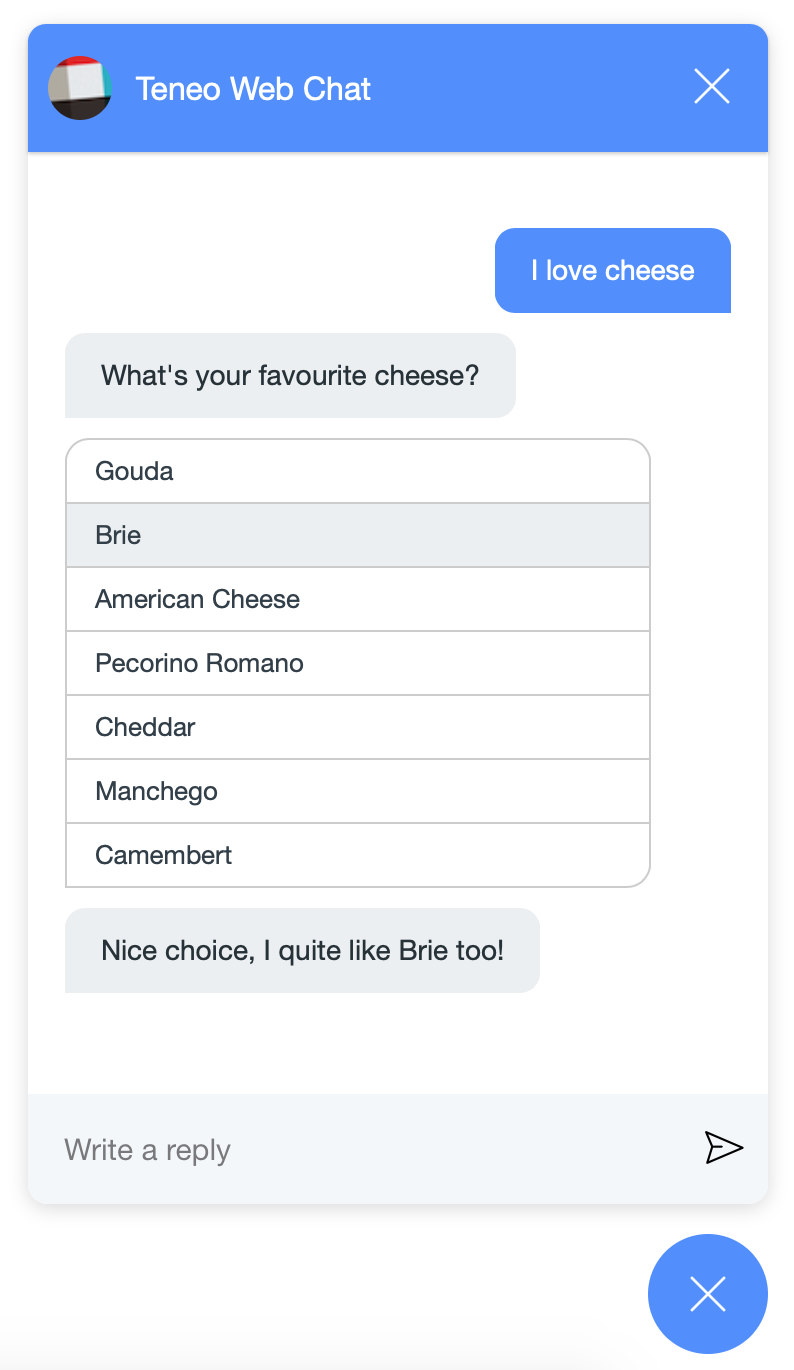 Teneo Web Chat
I love cheese
What's your favourite cheese?
Gouda
Brie
American Cheese
Pecorino Romano
Cheddar
Manchego
Camembert
Nice choice, I quite like Brie too!
Write a reply